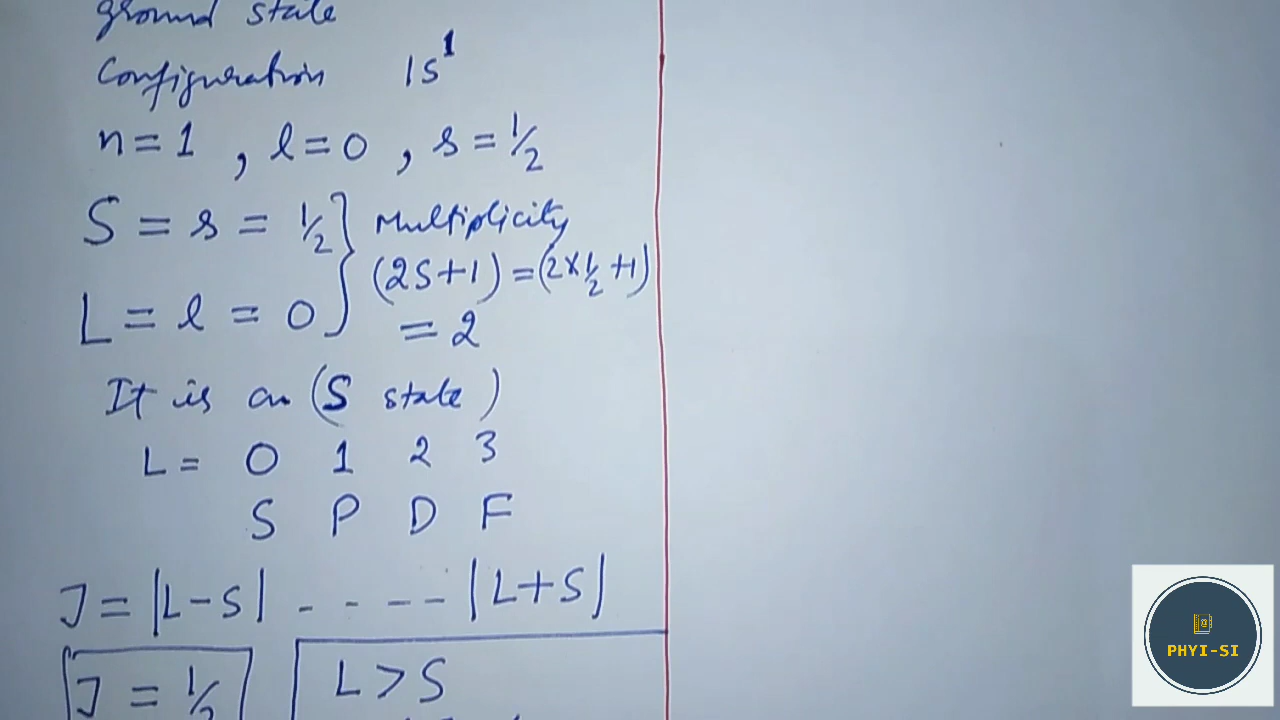 ground state
Configuration 1s¹
n=1 , l=0 , s=½
S = s = ½ } Multiplicity
(2S+1) = (2×½+1)
L = l = 0
= 2
It is an (S state)
L = 0 1 2 3
S P D F
J = |L-S| ----- |L+S|
J = ½
L > S
PHYI-SI